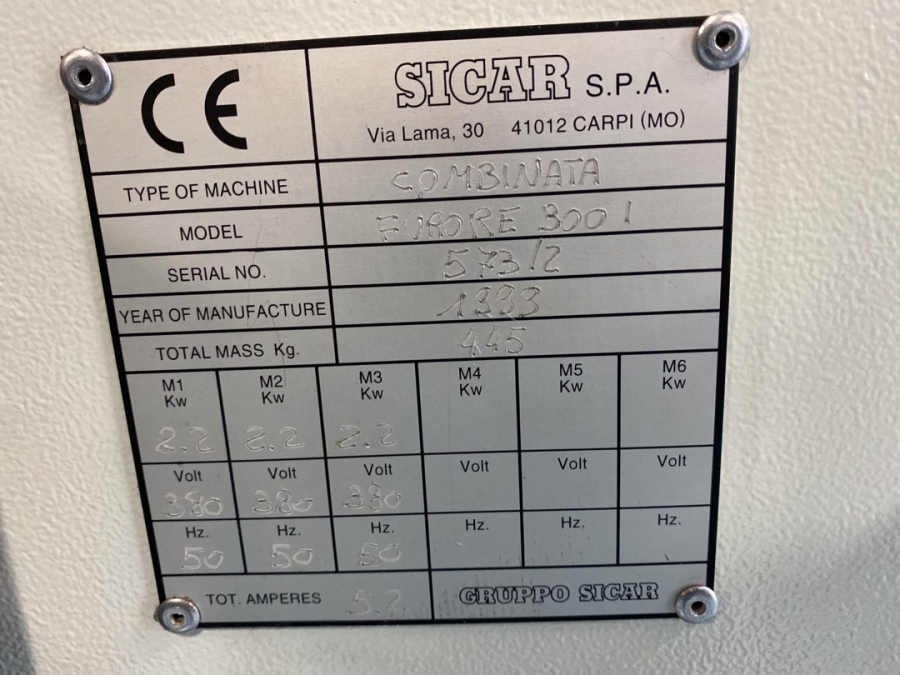 CE
SICAR S.P.A.
Via Lama, 30 41012 CARPI (MO)
TYPE OF MACHINE COMBINATA
MODEL FURORE 300 I
SERIAL NO. 573/2
YEAR OF MANUFACTURE 1993
TOTAL MASS Kg. 445
M1 M2 M3 M4 M5 M6
Kw Kw Kw Kw Kw Kw
2.2 2.2 2.2
Volt Volt Volt Volt Volt Volt
380 380 380
Hz. Hz. Hz. Hz. Hz. Hz.
50 50 50
TOT. AMPERES 5.2
GRUPPO SICAR